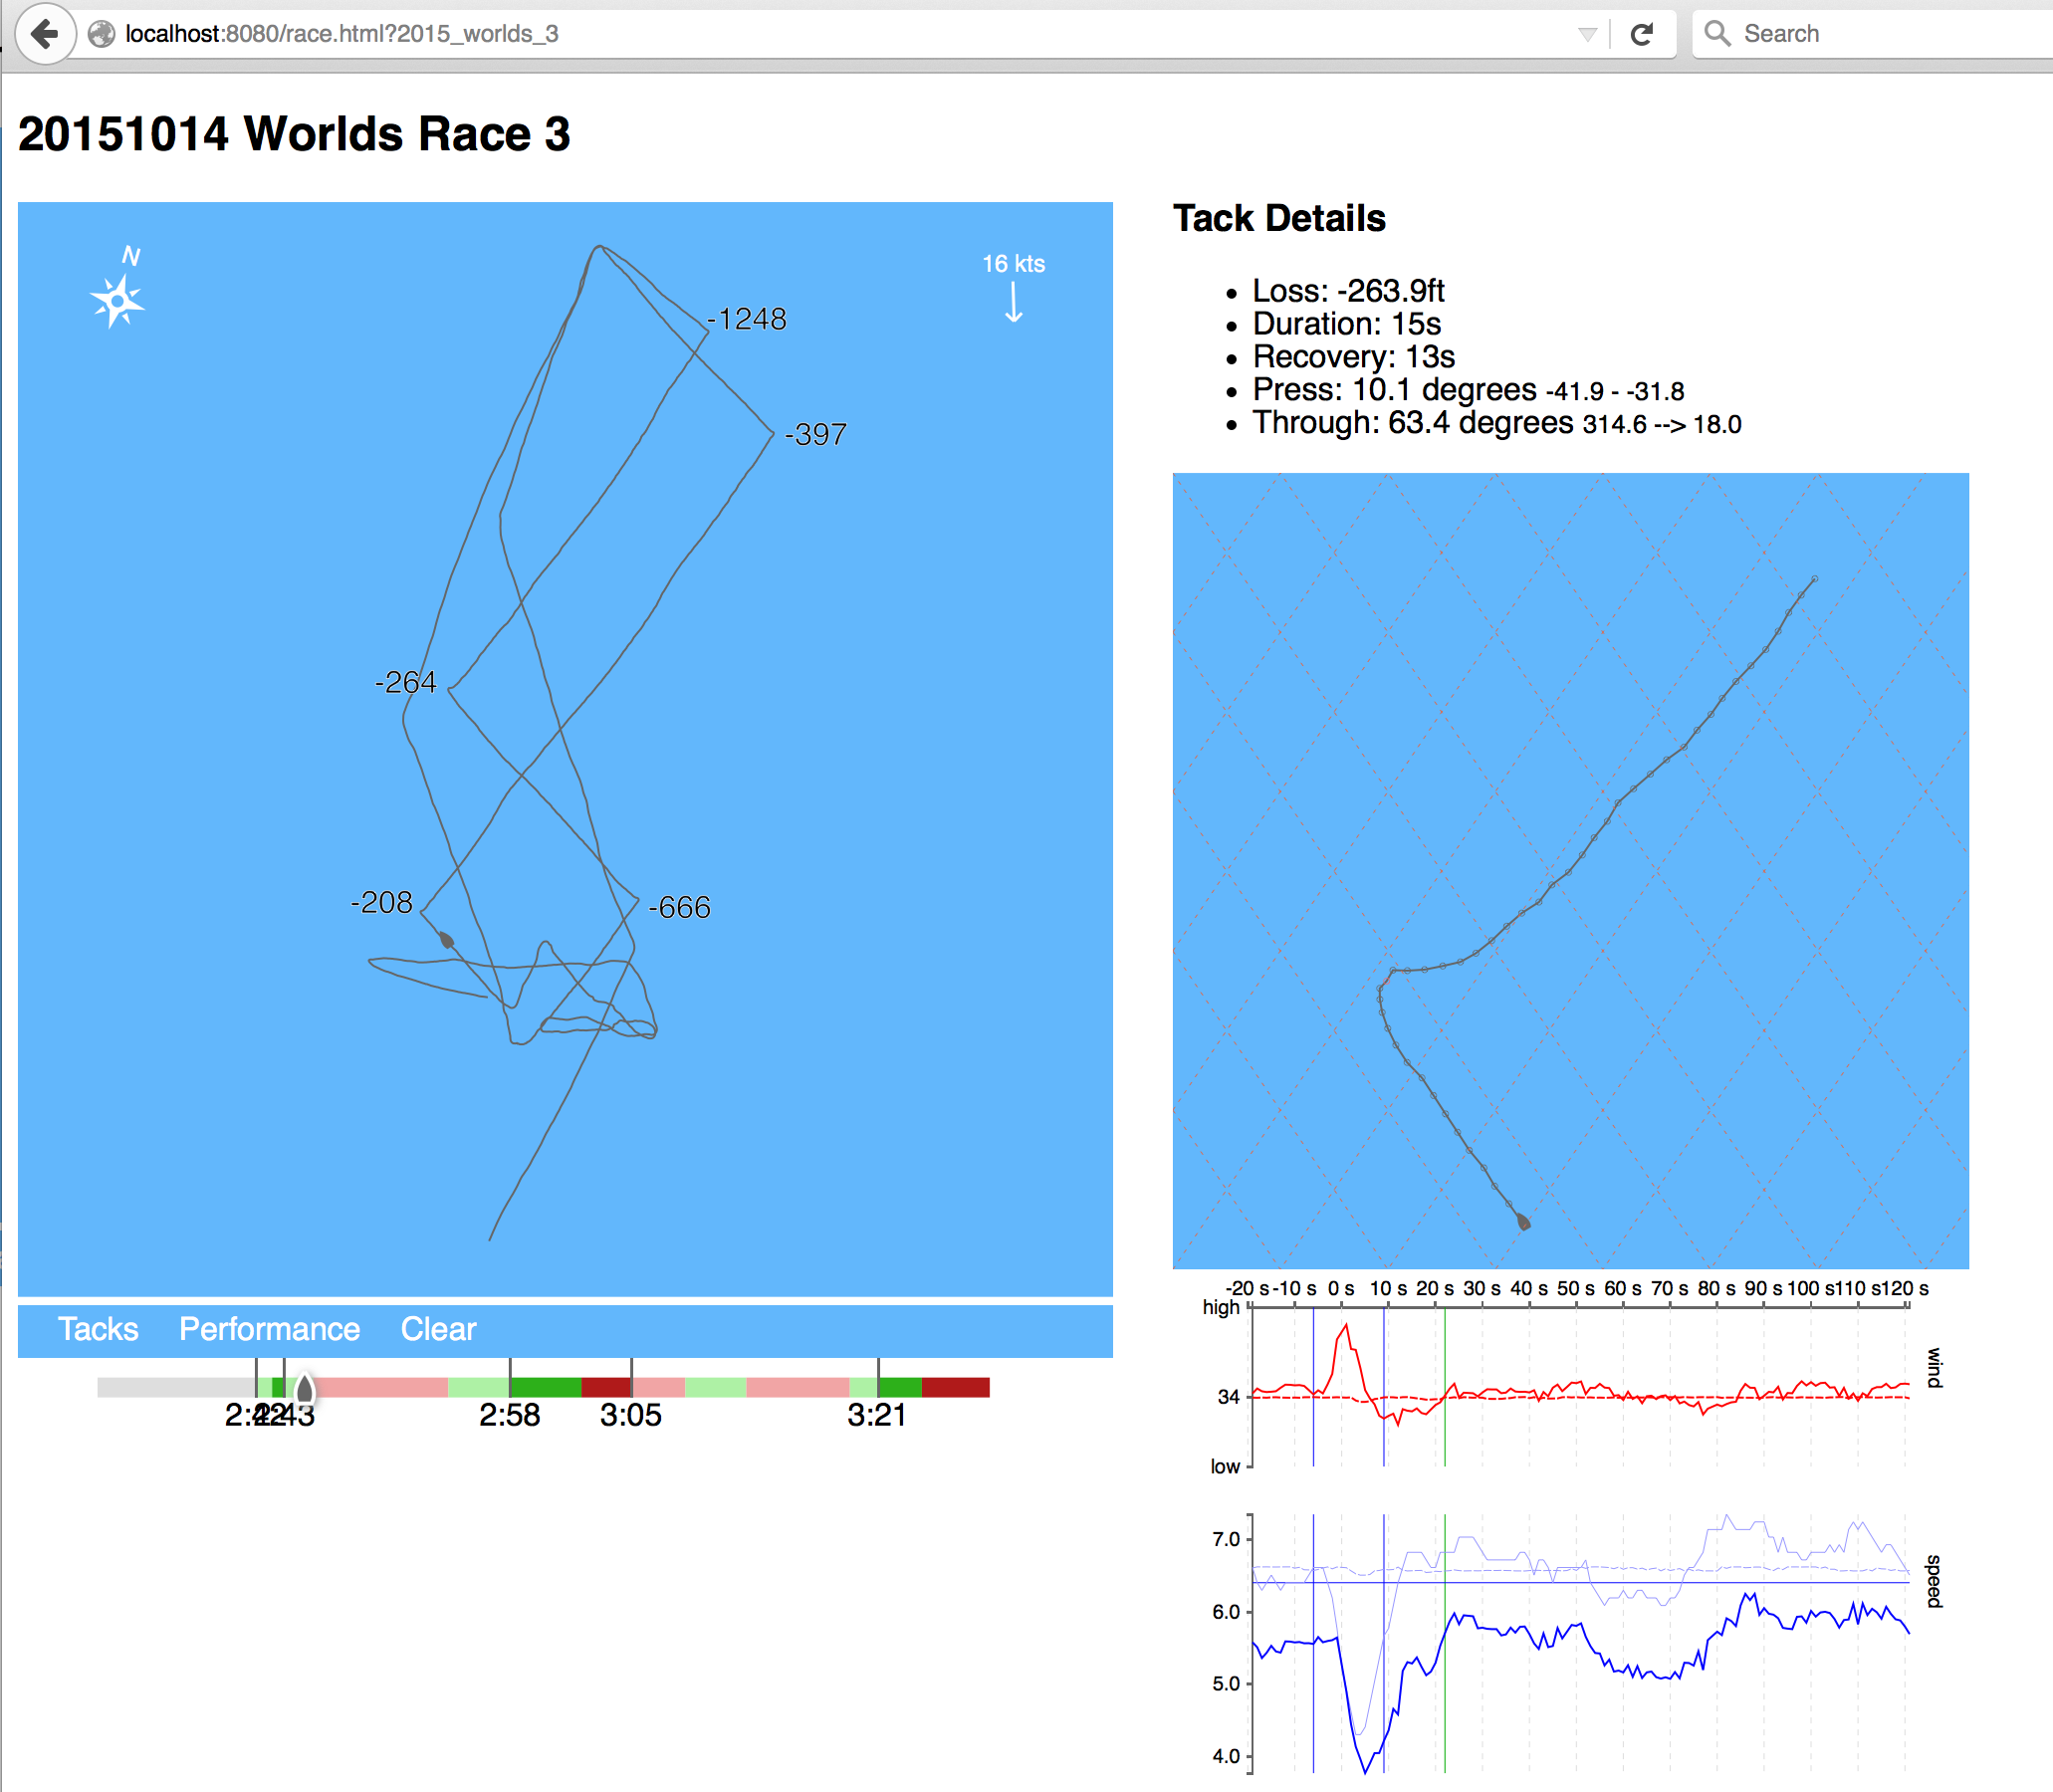 localhost:8080/race.html?2015_worlds_3
Search
20151014 Worlds Race 3
N
16 kts
-1248
-397
-264
-208
-666
Tacks Performance Clear
2:58 3:05 3:21
Tack Details
Loss: -263.9ft
Duration: 15s
Recovery: 13s
Press: 10.1 degrees -41.9 - -31.8
Through: 63.4 degrees 314.6 --> 18.0
-20 s -10 s 0 s 10 s 20 s 30 s 40 s 50 s 60 s 70 s 80 s 90 s 100 s 110 s 120 s
high
34
low
wind
7.0
6.0
5.0
4.0
speed